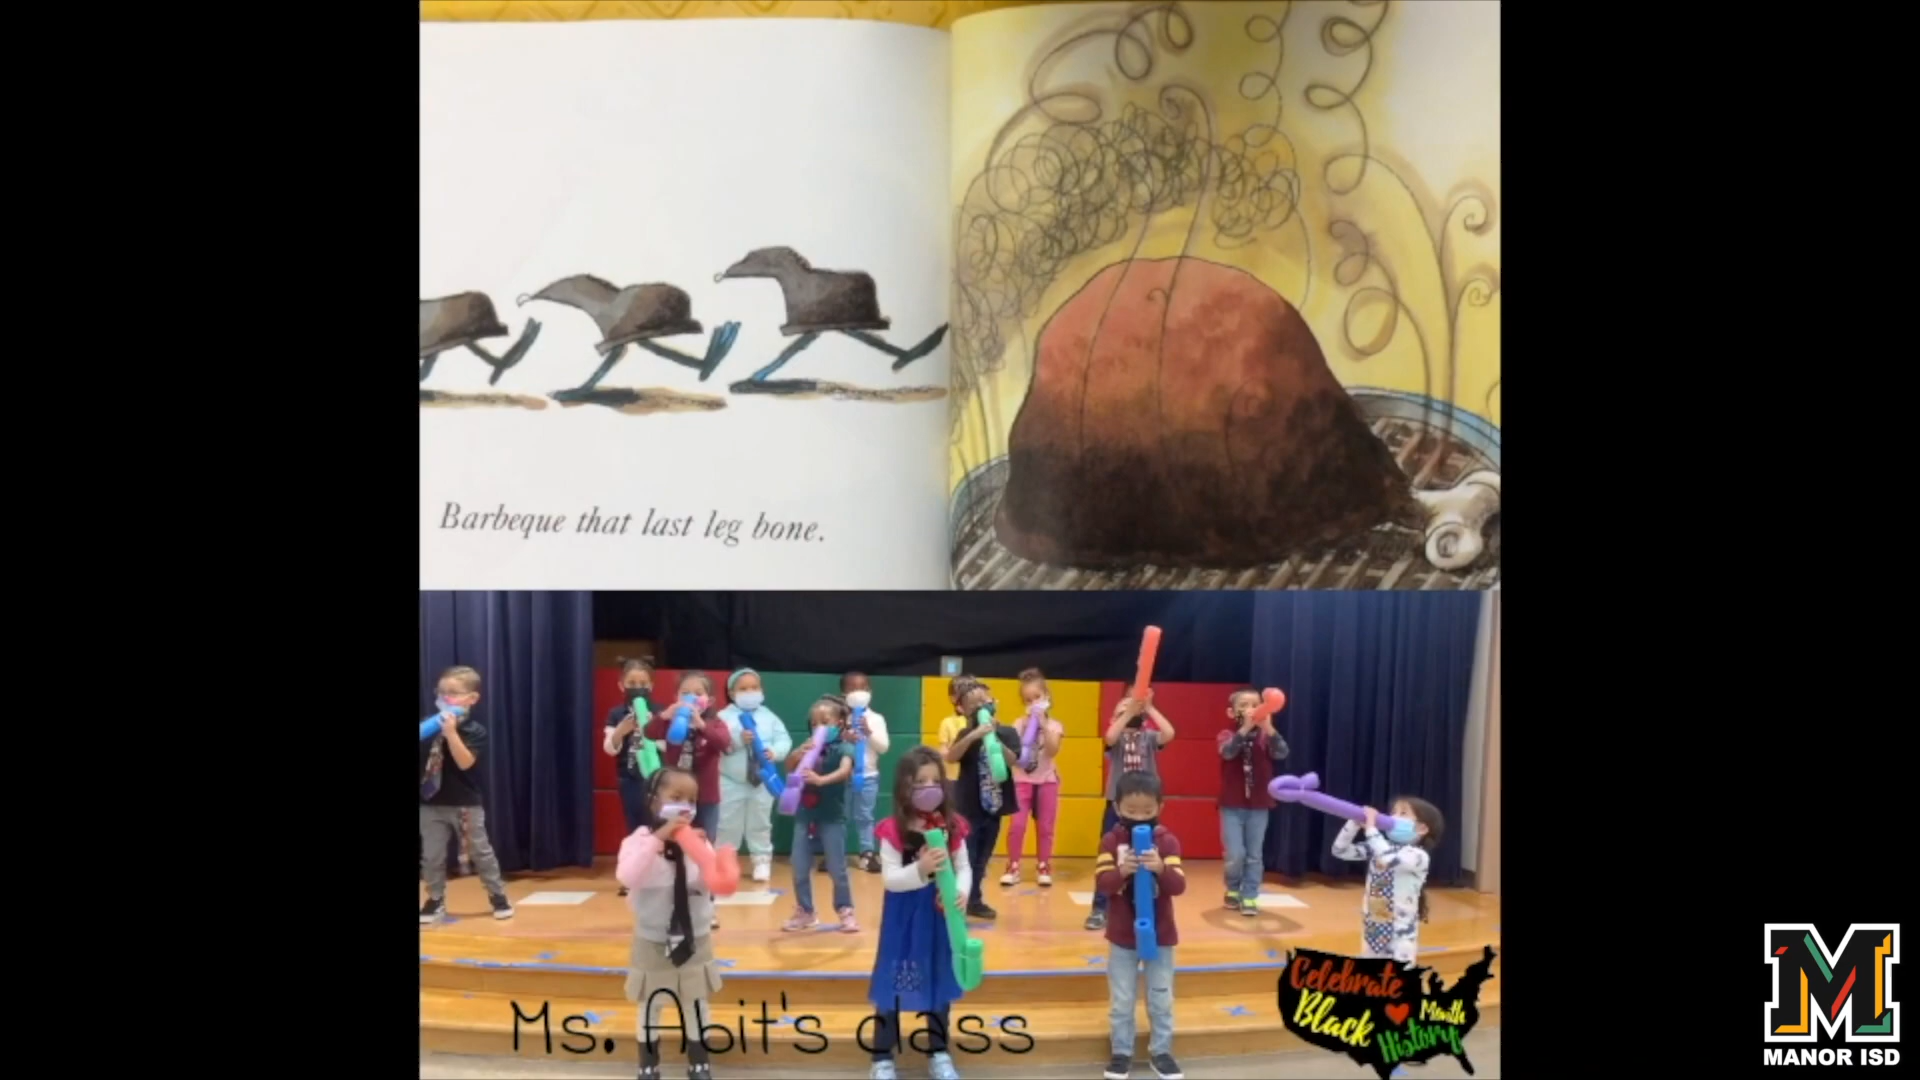 Barbeque that last leg bone.
Ms. Abit's class
Celebrate
Black
Month
History
M
MANOR ISD